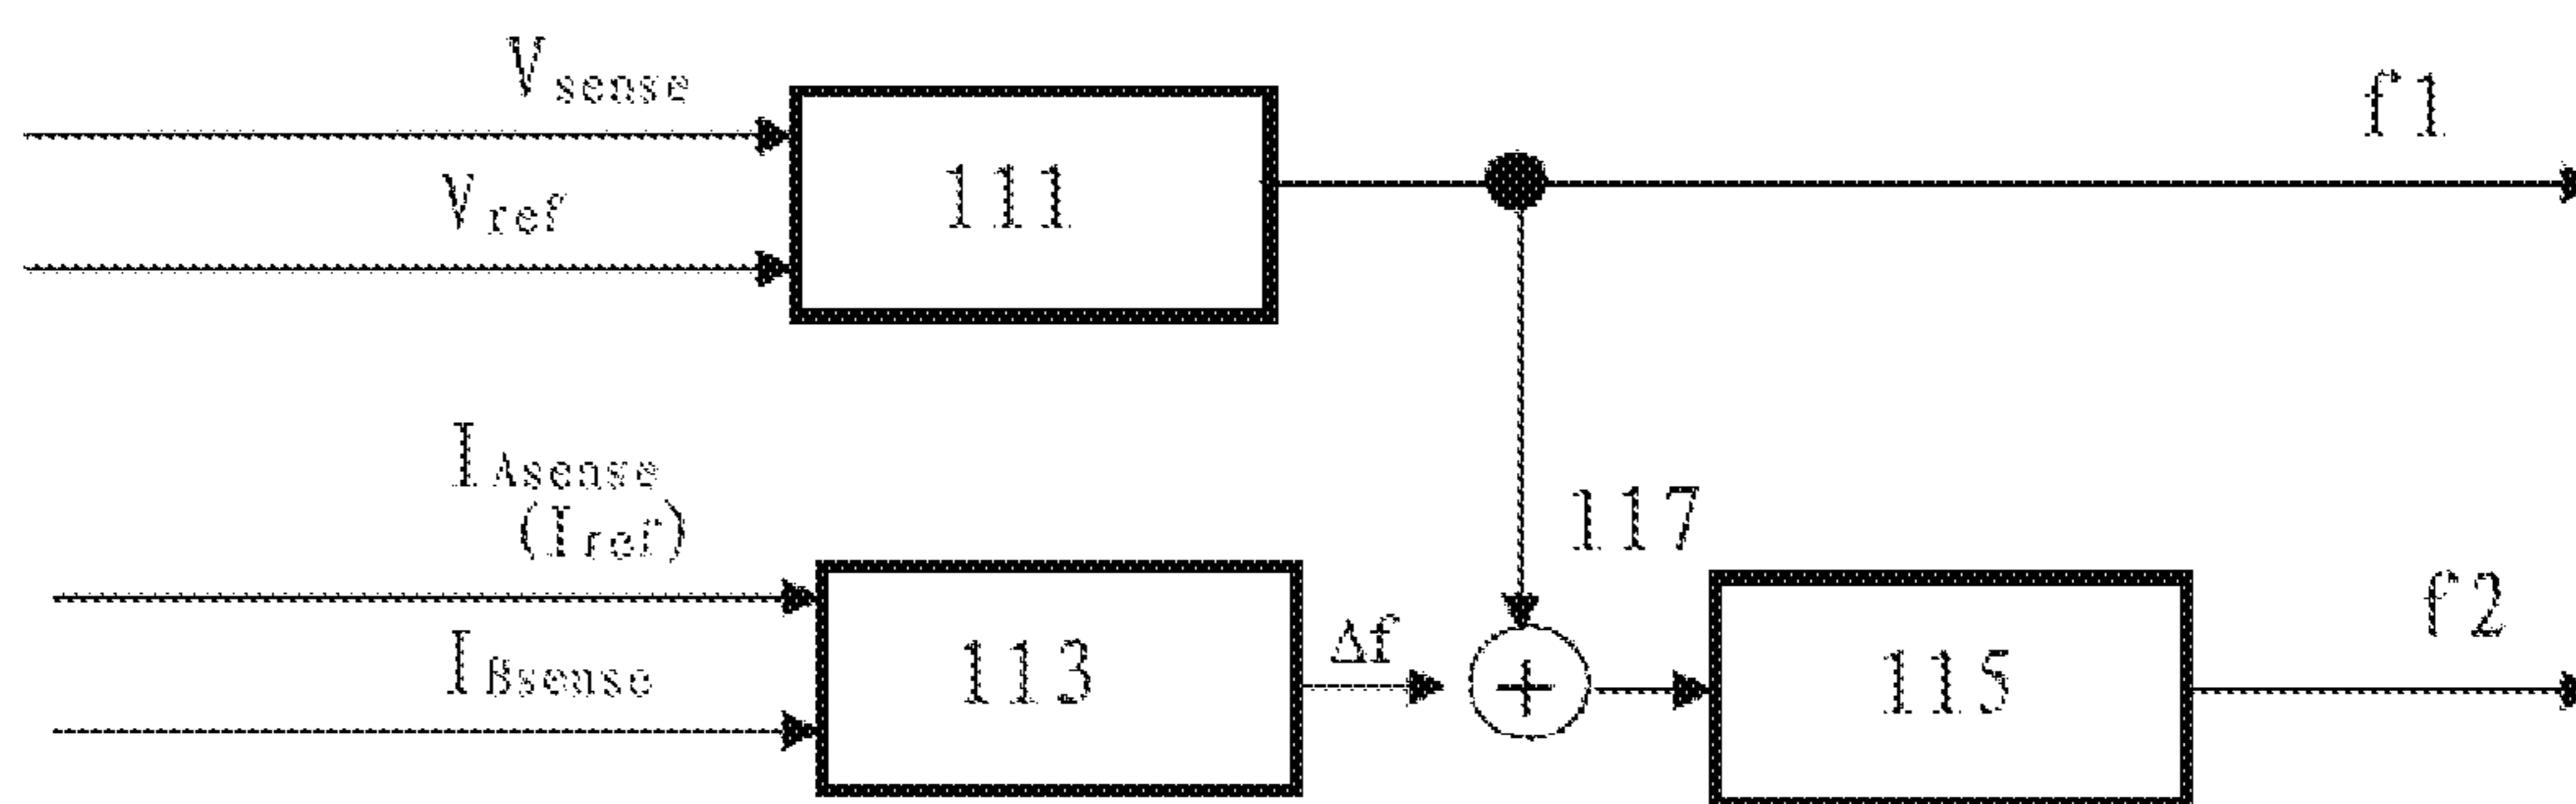 Vsense
f1
111
Vref
IAsense
(Iref)
117
f2
Δf
113
+
115
IBsense